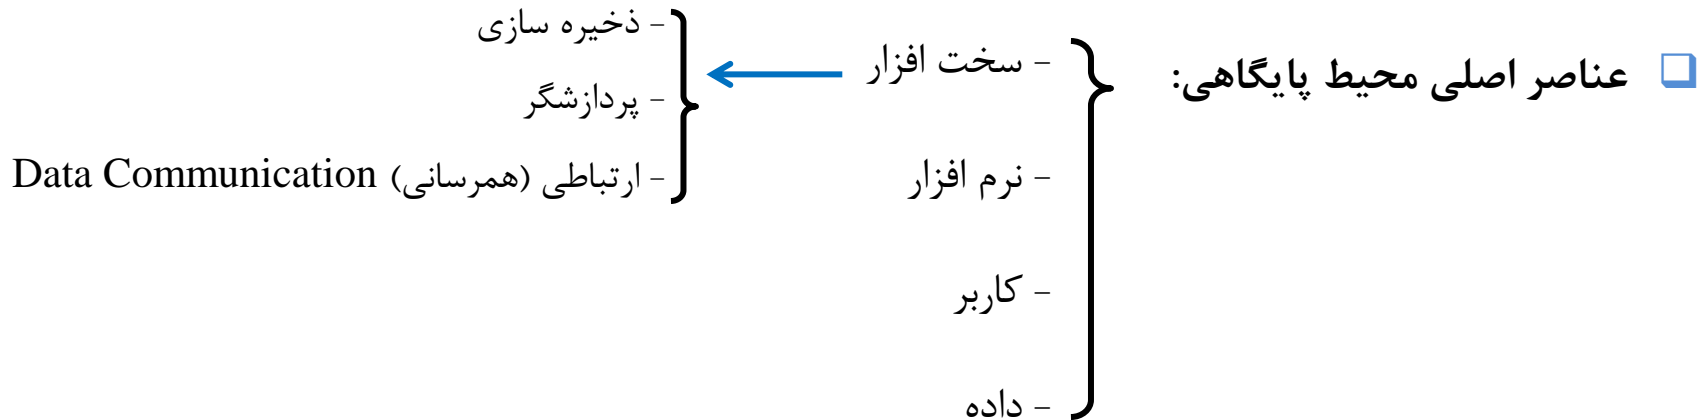 عناصر اصلی محیط پایگاهی:
- سخت افزار
- ذخیره سازی
- پردازشگر
- ارتباطی (همرسانی) Data Communication
- نرم افزار
- کاربر
- داده